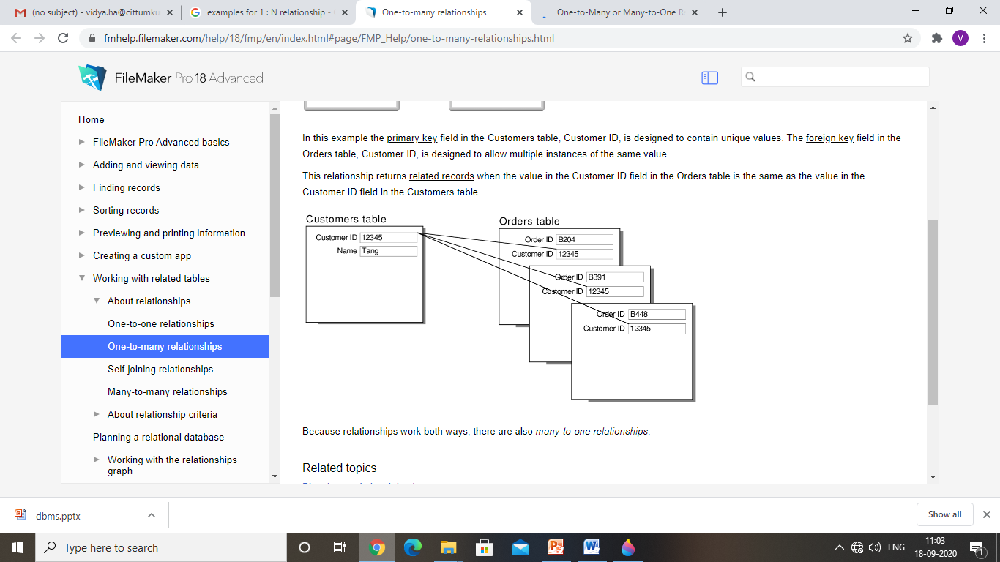 (no subject) - vidya.ha@cittumku
examples for 1 : N relationship -
One-to-many relationships
One-to-Many or Many-to-One R
fmhelp.filemaker.com/help/18/fmp/en/index.html#page/FMP_Help/one-to-many-relationships.html
V
FileMaker Pro 18 Advanced
Home
FileMaker Pro Advanced basics
Adding and viewing data
Finding records
Sorting records
Previewing and printing information
Creating a custom app
Working with related tables
About relationships
One-to-one relationships
One-to-many relationships
Self-joining relationships
Many-to-many relationships
About relationship criteria
Planning a relational database
Working with the relationships
graph
In this example the primary key field in the Customers table, Customer ID, is designed to contain unique values. The foreign key field in the
Orders table, Customer ID, is designed to allow multiple instances of the same value.
This relationship returns related records when the value in the Customer ID field in the Orders table is the same as the value in the
Customer ID field in the Customers table.
Customers table
Customer ID 12345
Name Tang
Orders table
Order ID B204
Customer ID 12345
Order ID B391
Customer ID 12345
Order ID B448
Customer ID 12345
Because relationships work both ways, there are also many-to-one relationships.
Related topics
dbms.pptx
Show all
Type here to search
ENG
11:03
18-09-2020
1